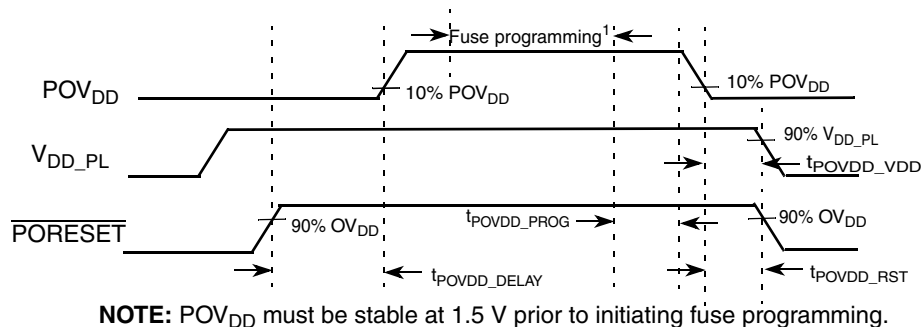 Fuse programming1
POVDD
10% POVDD
10% POVDD
VDD_PL
90% VDD_PL
tPOVDD_VDD
PORESET
90% OVDD
tPOVDD_PROG
90% OVDD
tPOVDD_DELAY
tPOVDD_RST
NOTE: POVDD must be stable at 1.5 V prior to initiating fuse programming.